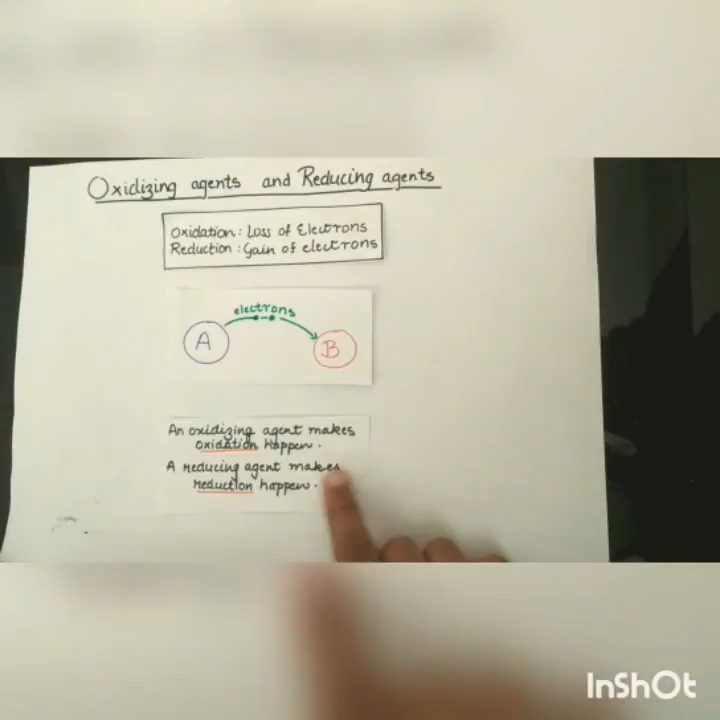 Oxidizing agents and Reducing agents
Oxidation: Loss of Electrons
Reduction: Gain of electrons
electrons
A
B
An oxidizing agent makes
oxidation happen.
A reducing agent makes
reduction happen.
InShOt